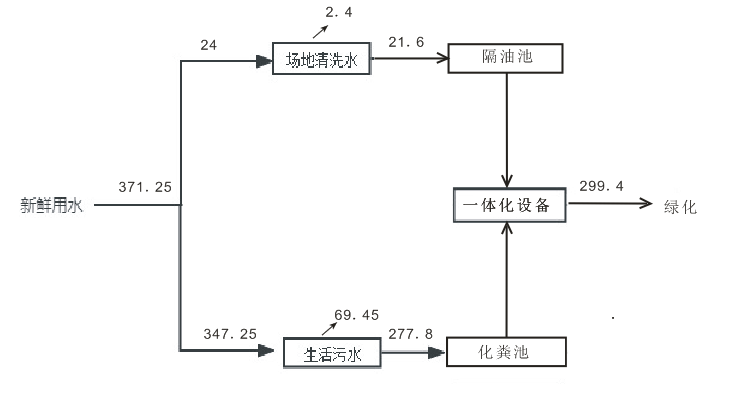 2.4
24
21.6
场地清洗水
隔油池
371.25
299.4
新鲜用水
一体化设备
绿化
69.45
347.25
277.8
生活污水
化粪池